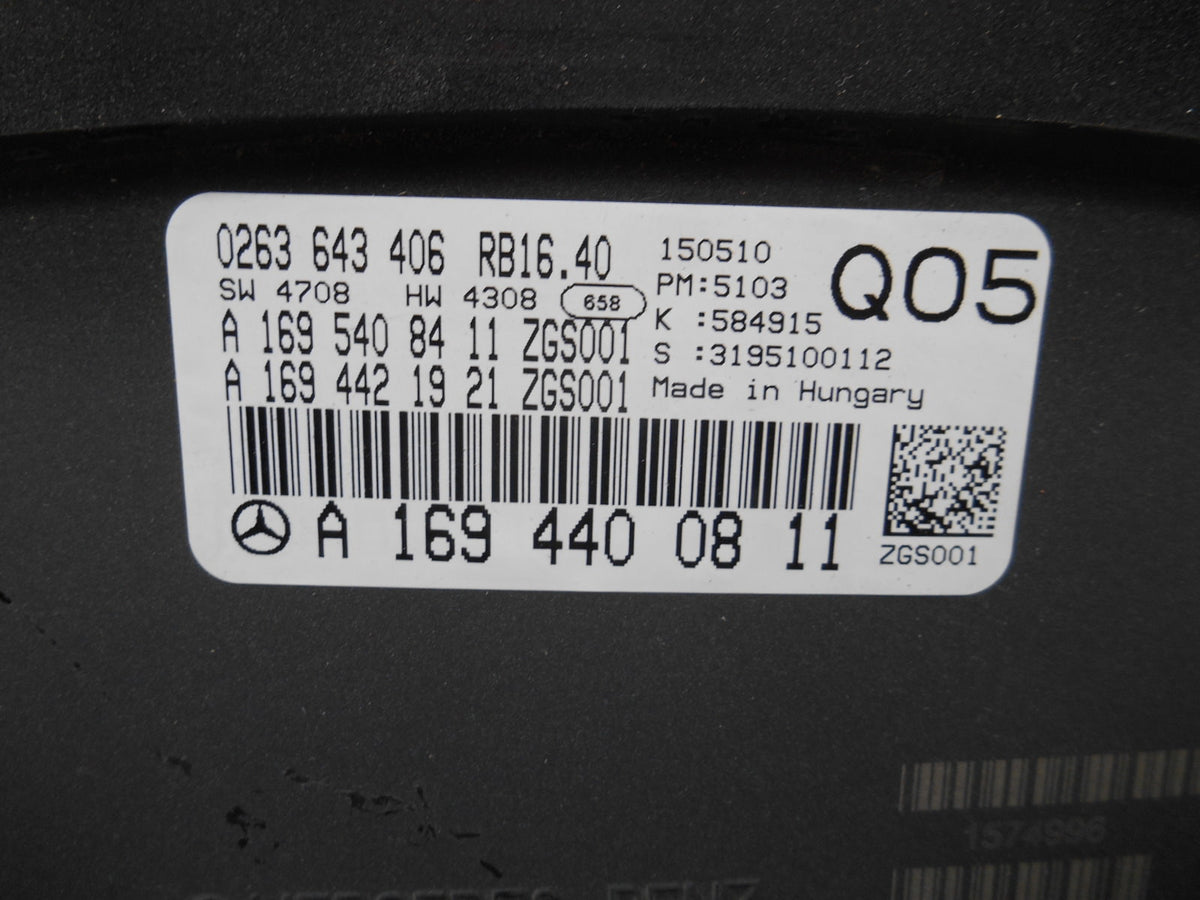 0263 643 406 RB16.40
SW 4708 HW 4308 658
A 169 540 84 11 ZGS001
A 169 442 19 21 ZGS001
150510
PM:5103
K :584915
S :3195100112
Made in Hungary
Q05
A 169 440 08 11
ZGS001
1574996